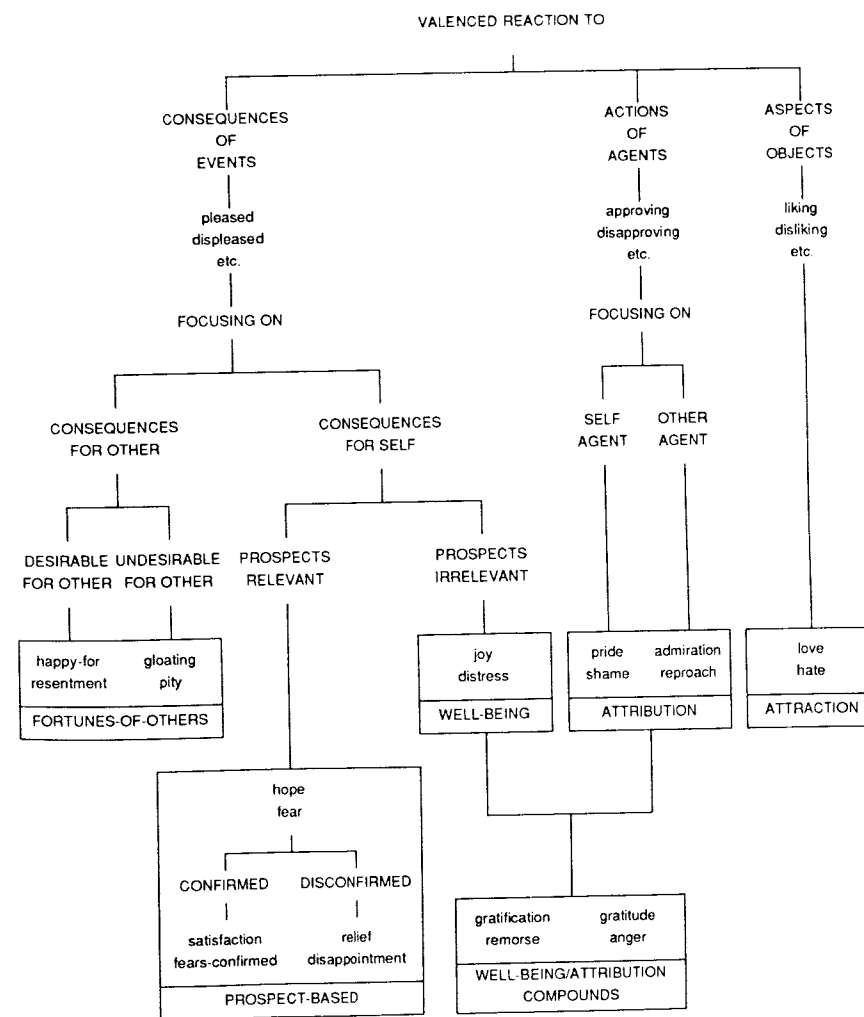 VALENCED REACTION TO
CONSEQUENCES
OF
EVENTS
ACTIONS
OF
AGENTS
ASPECTS
OF
OBJECTS
pleased
displeased
etc.
approving
disapproving
etc.
liking
disliking
etc.
FOCUSING ON
FOCUSING ON
CONSEQUENCES
FOR OTHER
CONSEQUENCES
FOR SELF
SELF
AGENT
OTHER
AGENT
DESIRABLE
FOR OTHER
UNDESIRABLE
FOR OTHER
PROSPECTS
RELEVANT
PROSPECTS
IRRELEVANT
happy-for
resentment
gloating
pity
FORTUNES-OF-OTHERS
joy
distress
WELL-BEING
pride
shame
admiration
reproach
ATTRIBUTION
love
hate
ATTRACTION
hope
fear
CONFIRMED
DISCONFIRMED
satisfaction
fears-confirmed
relief
disappointment
PROSPECT-BASED
gratification
remorse
gratitude
anger
WELL-BEING/ATTRIBUTION
COMPOUNDS